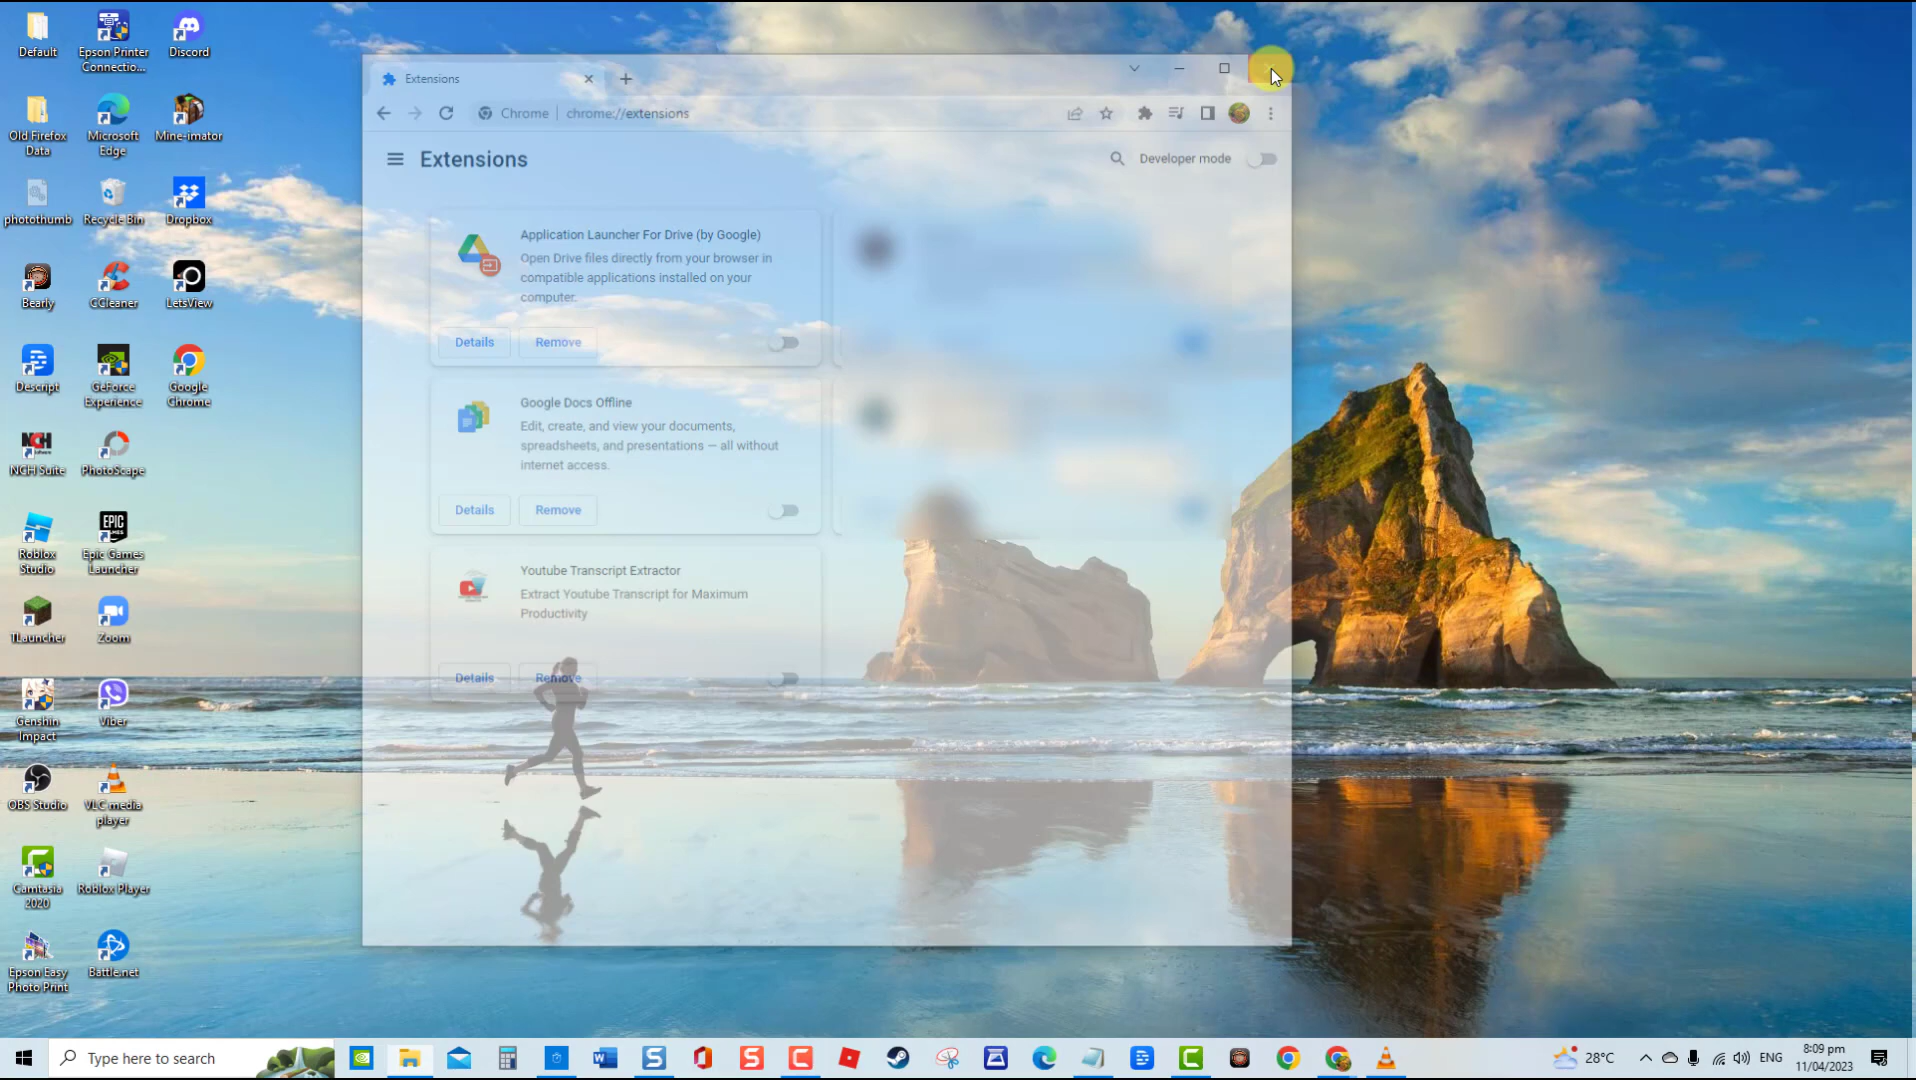 Default
Epson Printer
Connectio...
Discord
Old Firefox
Data
Microsoft
Edge
Mine-imator
photothumb
Recycle Bin
Dropbox
Bearly
CCleaner
LetsView
Descript
GeForce
Experience
Google
Chrome
NCH Suite
PhotoScape
Roblox
Studio
Epic Games
Launcher
TLauncher
Zoom
Genshin
Impact
Viber
OBS Studio
VLC media
player
Camtasia
2020
Roblox Player
Epson Easy
Photo Print
Battle.net
Extensions
Chrome
chrome://extensions
Extensions
Developer mode
Application Launcher For Drive (by Google)
Open Drive files directly from your browser in
compatible applications installed on your
computer.
Details
Remove
Google Docs Offline
Edit, create, and view your documents,
spreadsheets, and presentations — all without
internet access.
Details
Remove
Youtube Transcript Extractor
Extract Youtube Transcript for Maximum
Productivity
Details
Remove
Type here to search
28°C
ENG
8:09 pm
11/04/2023